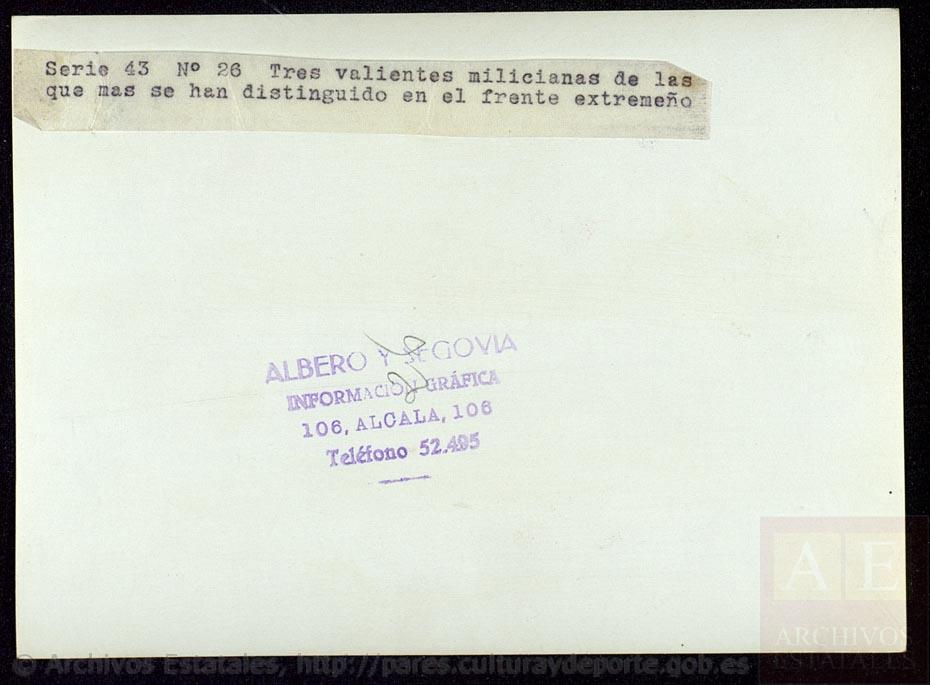 Serie 43 Nº 26 Tres valientes milicianas de las
que mas se han distinguido en el frente extremeño
ALBERO Y SEGOVIA
INFORMACION GRÁFICA
106, ALCALA, 106
Teléfono 52.495
AE
ARCHIVOS
ESTATALES
© Archivos Estatales, http://pares.culturaydeporte.gob.es